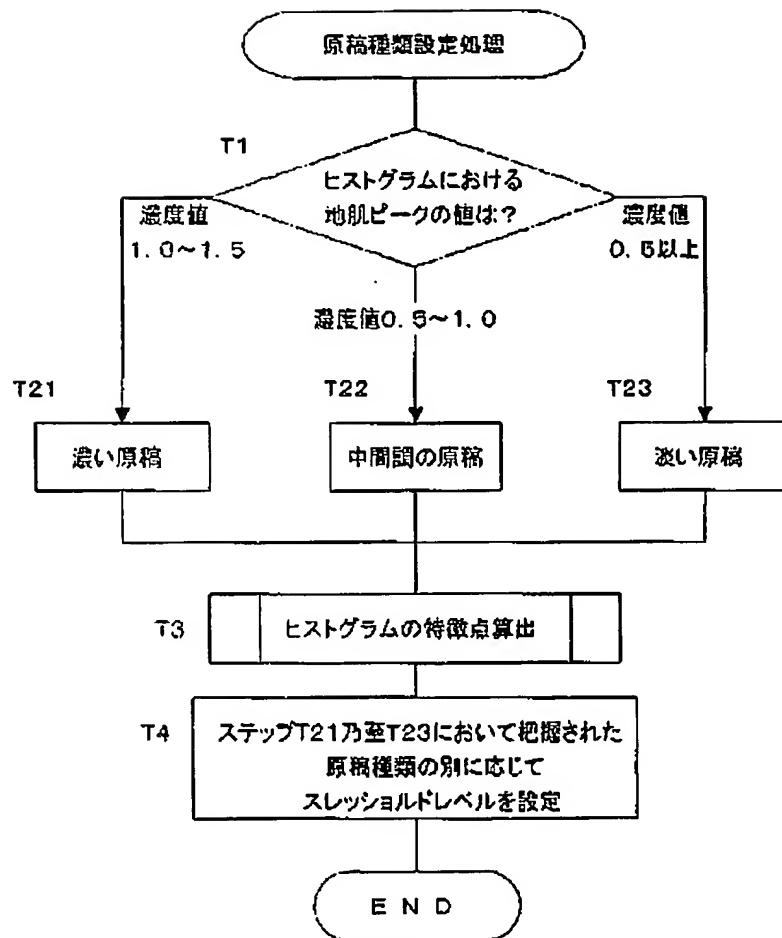 原稿種類設定処理
T1
ヒストグラムにおける
地肌ピークの値は?
濃度値
1.0～1.5
濃度値
0.5以上
濃度値0.5～1.0
T21
T22
T23
濃い原稿
中間調の原稿
淡い原稿
T3
ヒストグラムの特徴点算出
T4
ステップT21乃至T23において把握された
原稿種類の別に応じて
スレッショルドレベルを設定
END